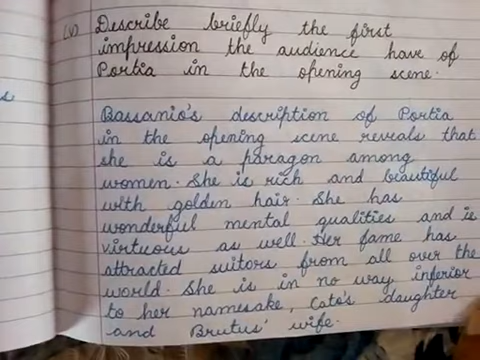 (v) Describe briefly the first
impression the audience have of
Portia in the opening scene.
s
Bassanio's description of Portia
in the opening scene reveals that
she is a paragon among
women. She is rich and beautiful
with golden hair. She has
wonderful mental qualities and is
virtuous as well. Her fame has
attracted suitors from all over the
world. She is in no way inferior
to her namesake, Cato's daughter
and Brutus' wife.